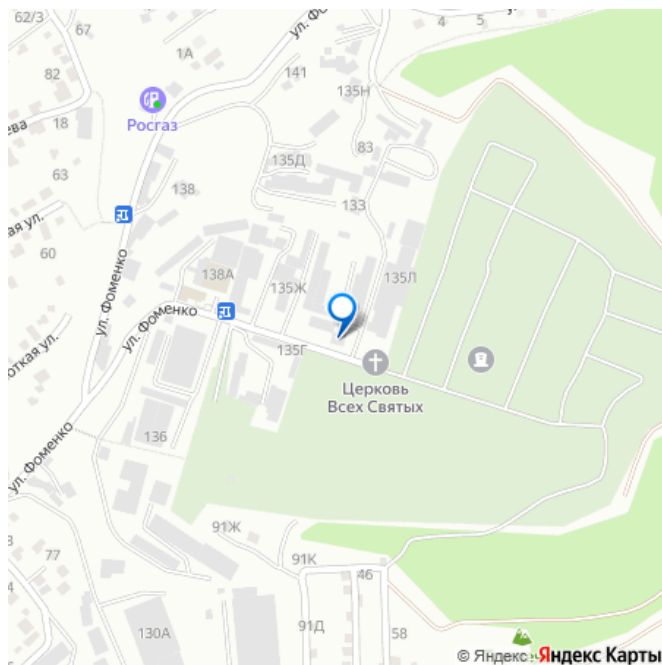 62/3
67
ул. Фоменко
4
5
1А
82
141
135Н
Росгаз
18
83
135Д
63
138
133
60
138А
135Ж
135Л
ул. Фоменко
ул. Фоменко
135Г
Церковь
Всех Святых
136
ул. Фоменко
91Ж
77
91К
46
130А
91Д
58
© Яндекс
Яндекс Карты